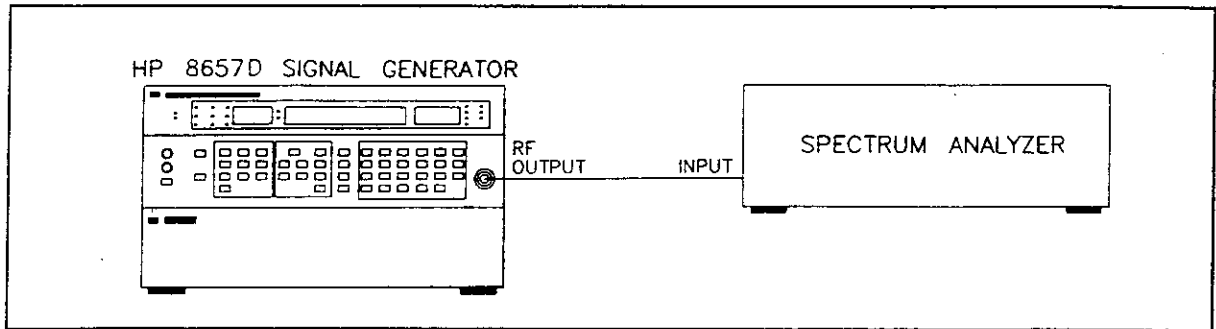 HP 8657D SIGNAL GENERATOR
RF
OUTPUT
INPUT
SPECTRUM ANALYZER